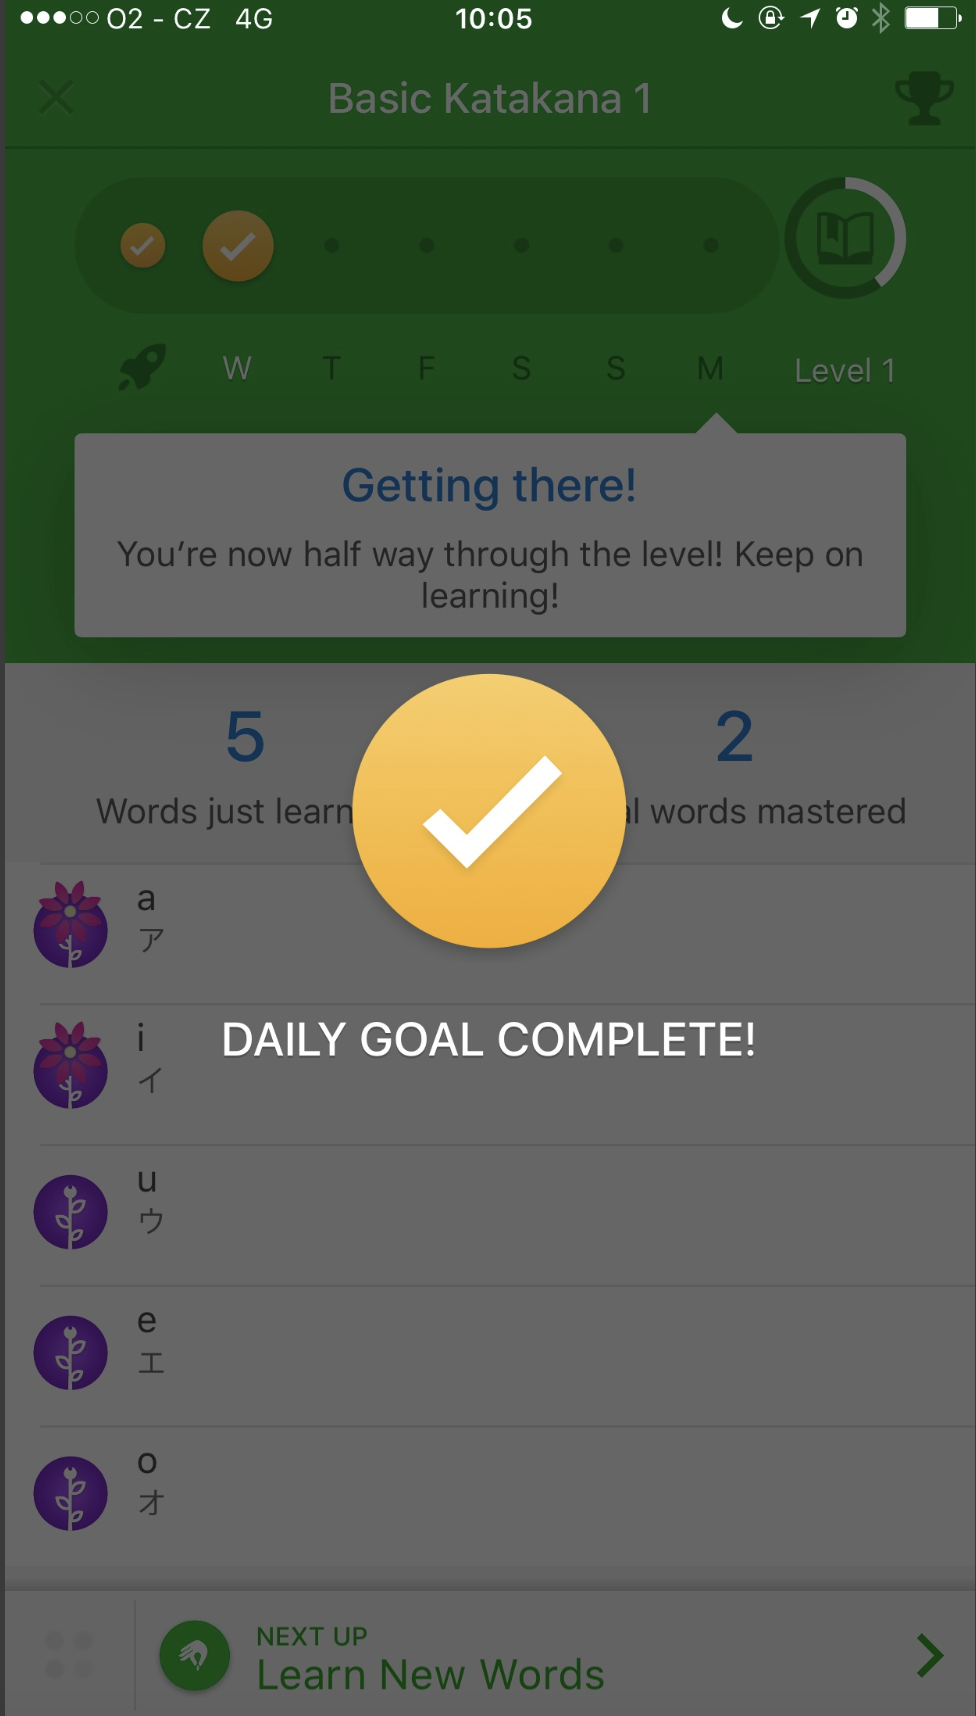 O2 - CZ 4G 10:05
Basic Katakana 1
W T F S S M Level 1
Getting there!
You're now half way through the level! Keep on
learning!
5 2
Words just learn l words mastered
a
ア
i
イ
DAILY GOAL COMPLETE!
u
ウ
e
エ
o
オ
NEXT UP
Learn New Words